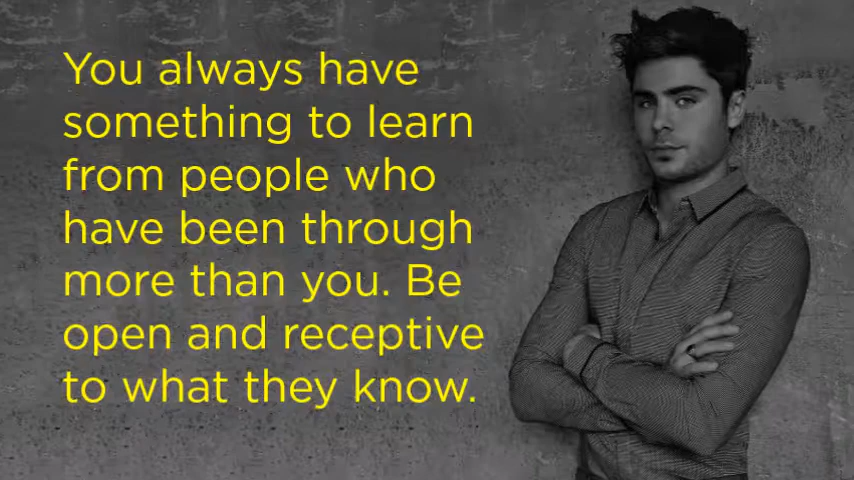 You always have
something to learn
from people who
have been through
more than you. Be
open and receptive
to what they know.